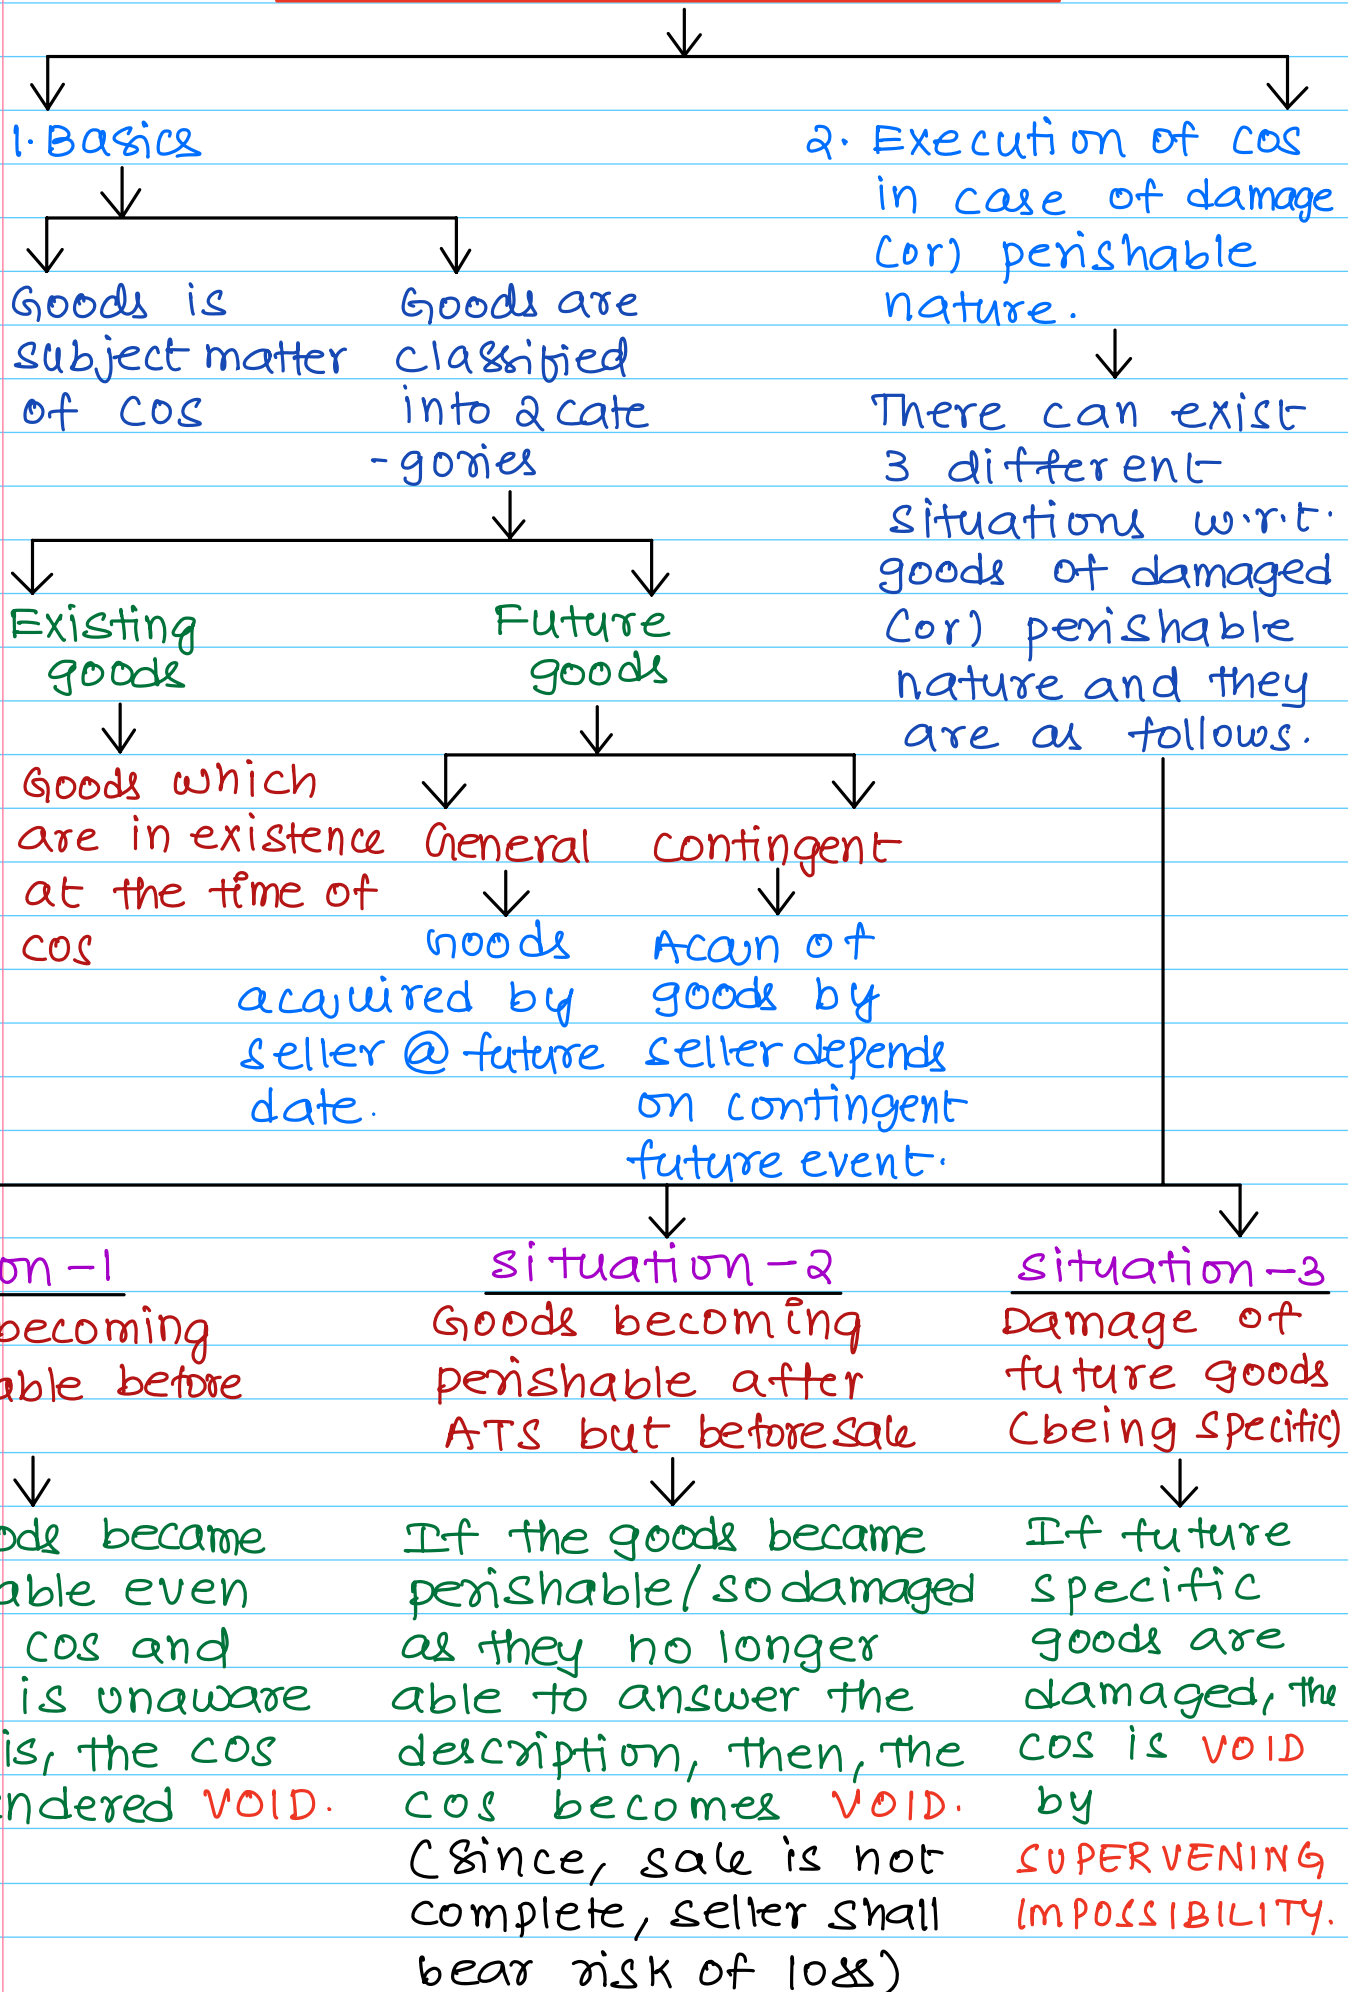 1. Basics
Goods is
subject matter
of COS
Goods are
classified
into 2 cate
-gories
Existing
goods
Goods which
are in existence
at the time of
COS
Future
goods
General
Goods
acquired by
seller @ future
date.
Contingent
Acqn of
goods by
seller depends
on contingent
future event.
2. Execution of COS
in case of damage
(or) perishable
nature.
There can exist
3 different
situations w.r.t.
goods of damaged
(or) perishable
nature and they
are as follows.
on-1
becoming
able before
ods became
able even
COS and
is unaware
is, the COS
ndered VOID.
Situation-2
Goods becoming
perishable after
ATS but before sale
If the goods became
perishable/so damaged
as they no longer
able to answer the
description, then, the
COS becomes VOID.
(Since, sale is not
complete, seller shall
bear risk of loss)
Situation-3
Damage of
future goods
(being specific)
If future
specific
goods are
damaged, the
COS is VOID
by
SUPERVENING
IMPOSSIBILITY.